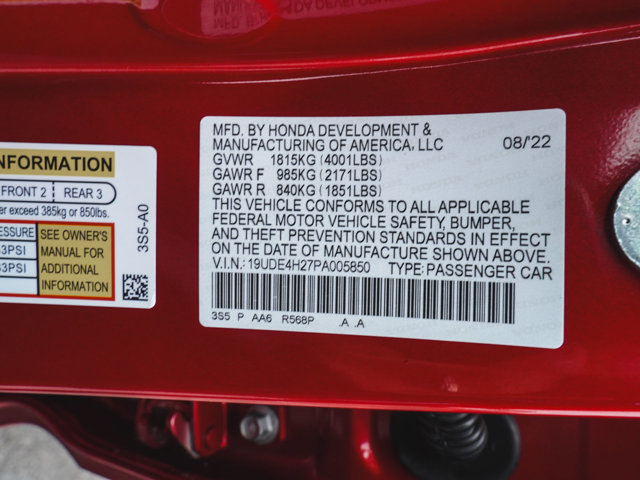 MFD. BY HONDA DEVELOPMENT &
MANUFACTURING OF AMERICA, LLC 08/'22
GVWR 1815KG (4001LBS)
GAWR F 985KG (2171LBS)
GAWR R 840KG (1851LBS)
THIS VEHICLE CONFORMS TO ALL APPLICABLE
FEDERAL MOTOR VEHICLE SAFETY, BUMPER,
AND THEFT PREVENTION STANDARDS IN EFFECT
ON THE DATE OF MANUFACTURE SHOWN ABOVE.
V.I.N.: 19UDE4H27PA005850 TYPE: PASSENGER CAR
3S5 P AA6 R568P .A .A
NFORMATION
FRONT 2 REAR 3
er exceed 385kg or 850lbs.
SEE OWNER'S
MANUAL FOR
ADDITIONAL
INFORMATION
3PSI
3PSI
3S5-A0